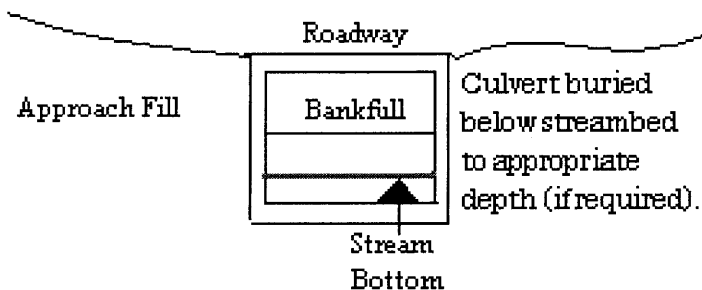 Roadway
Approach Fill
Bankfull
Culvert buried
below streambed
to appropriate
depth (if required).
Stream
Bottom